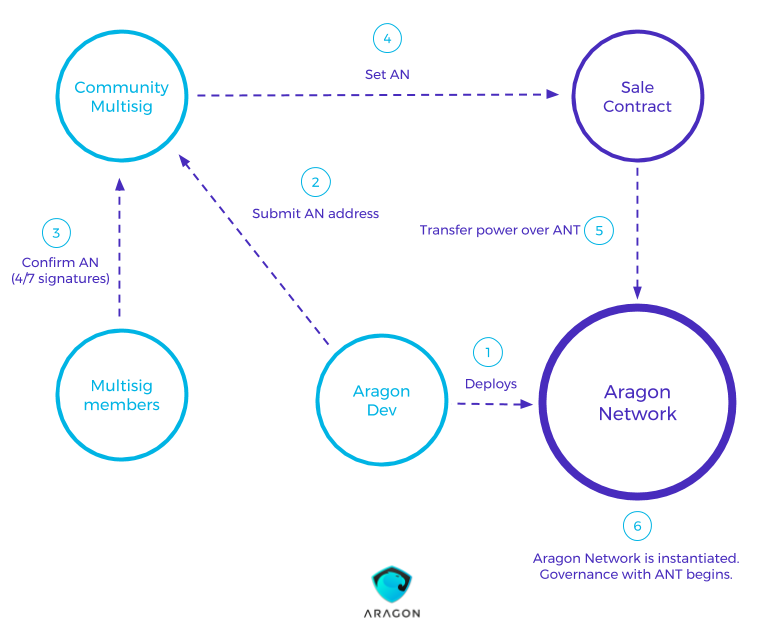 4
Community
Multisig
Set AN
Sale
Contract
2
Submit AN address
3
Confirm AN
(4/7 signatures)
Transfer power over ANT
5
1
Deploys
Multisig
members
Aragon
Dev
Aragon
Network
6
Aragon Network is instantiated.
Governance with ANT begins.
ARAGON